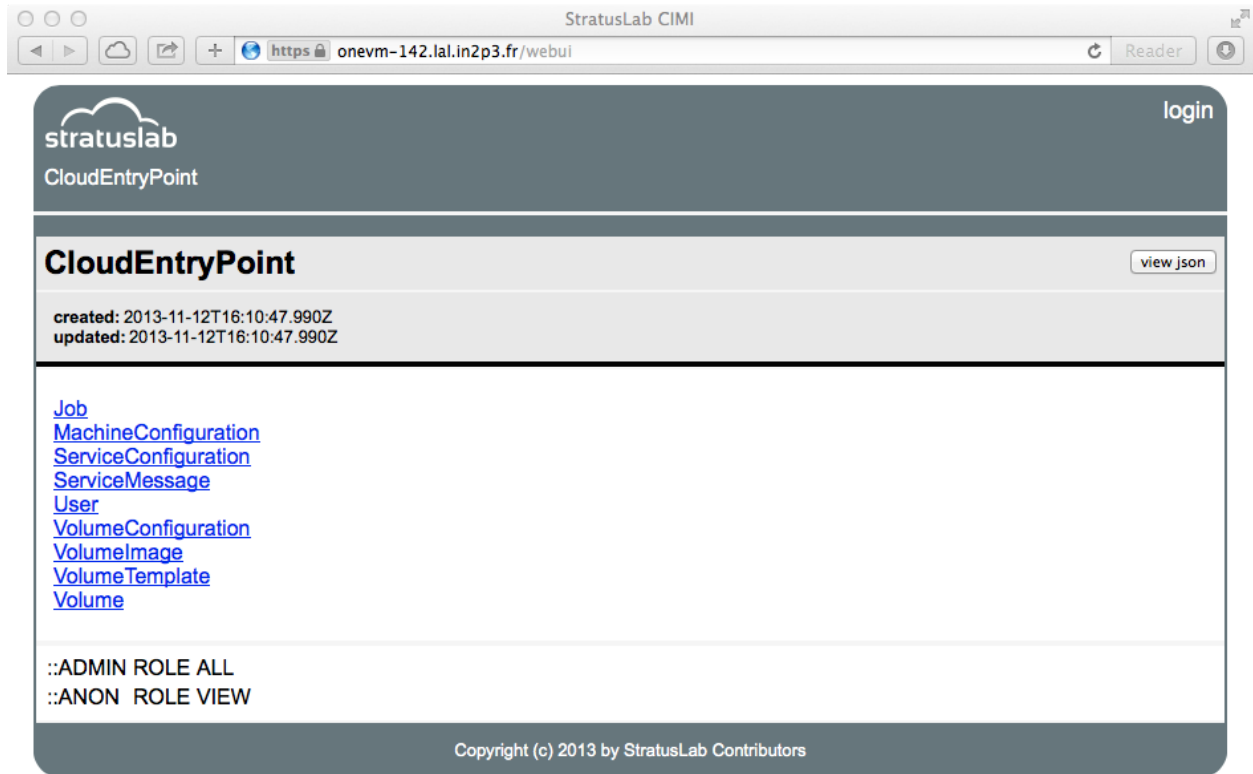 StratusLab CIMI
https onevm-142.lal.in2p3.fr/webui Reader
login
stratuslab
CloudEntryPoint
CloudEntryPoint
view json
created: 2013-11-12T16:10:47.990Z
updated: 2013-11-12T16:10:47.990Z
Job
MachineConfiguration
ServiceConfiguration
ServiceMessage
User
VolumeConfiguration
VolumeImage
VolumeTemplate
Volume
::ADMIN ROLE ALL
::ANON ROLE VIEW
Copyright (c) 2013 by StratusLab Contributors